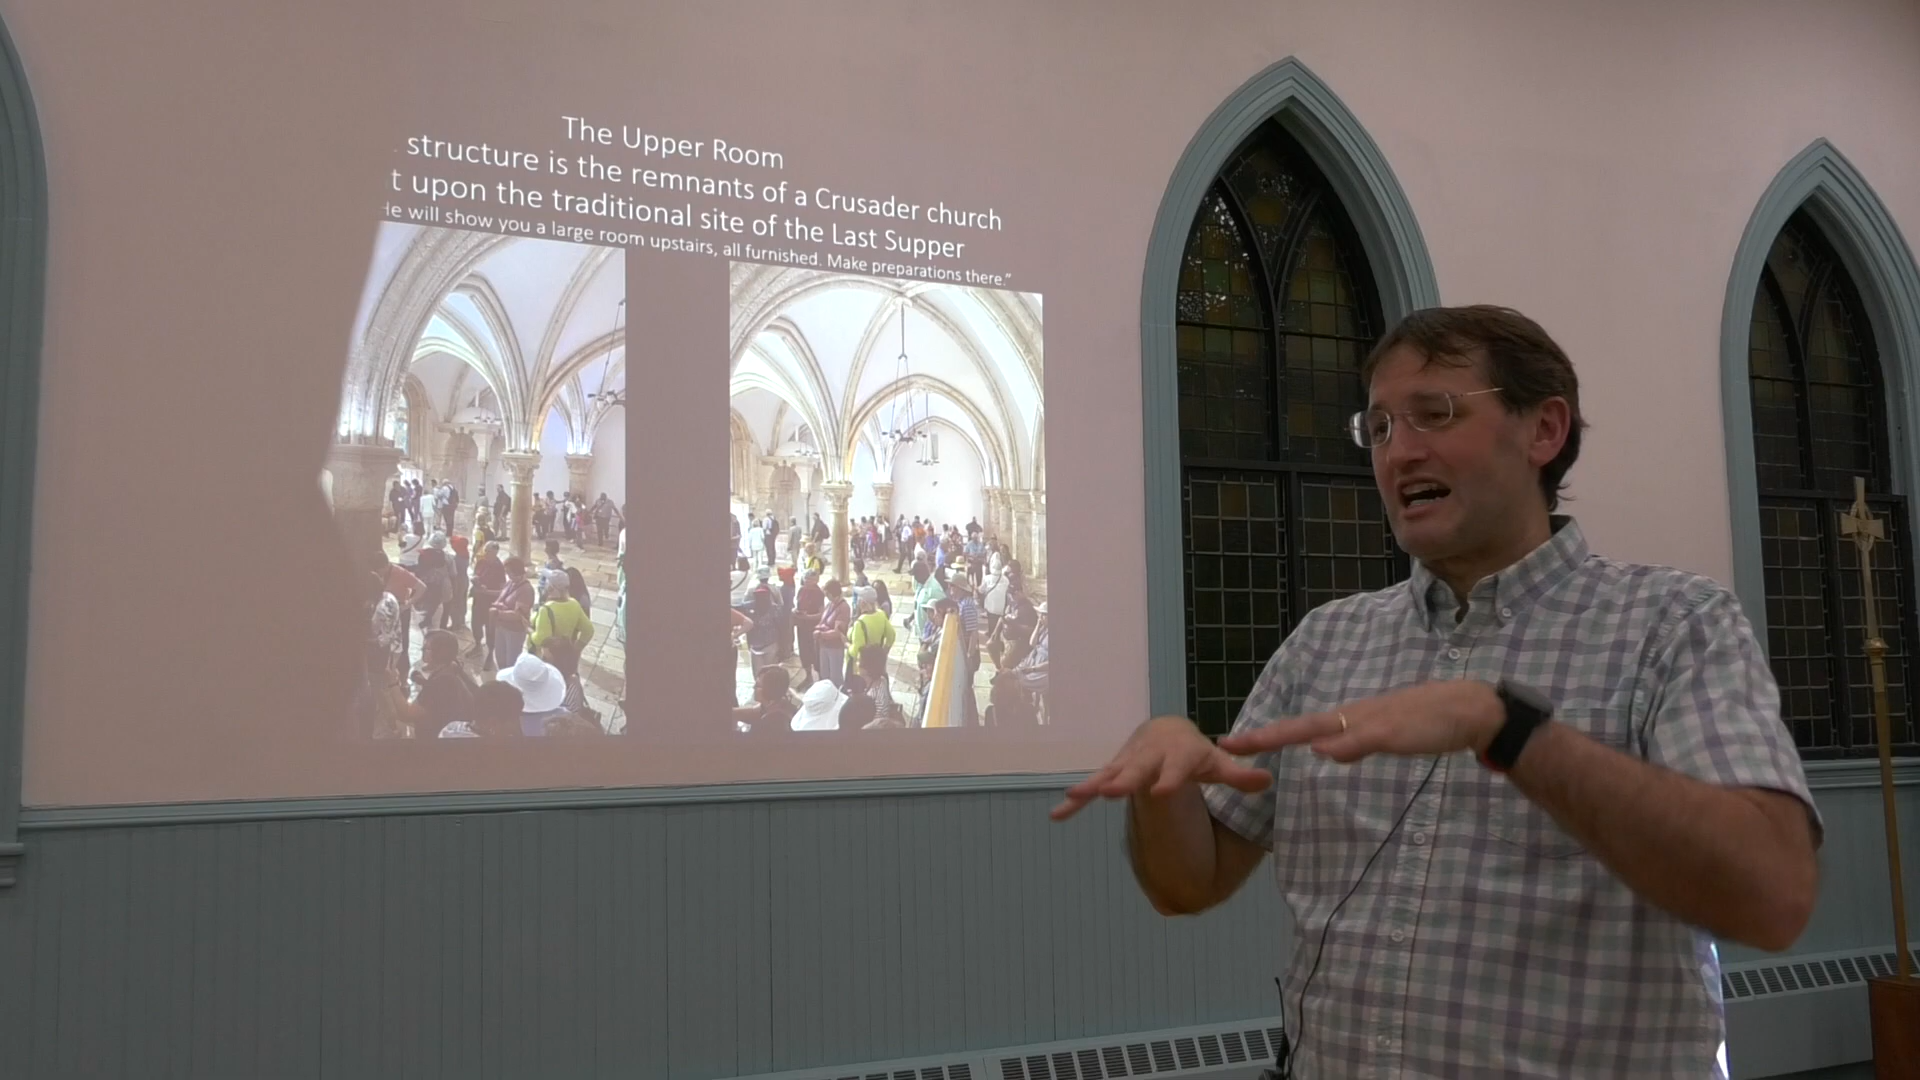 The Upper Room
structure is the remnants of a Crusader church
t upon the traditional site of the Last Supper
He will show you a large room upstairs, all furnished. Make preparations there.”